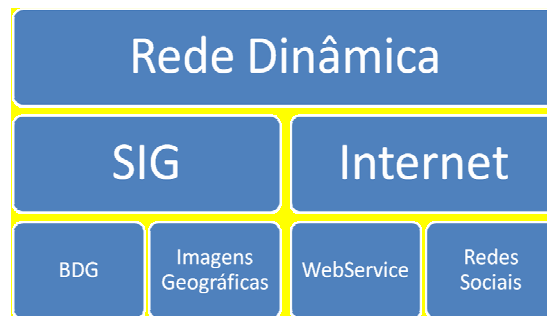 Rede Dinâmica
SIG
Internet
BDG
Imagens
Geográficas
WebService
Redes
Sociais